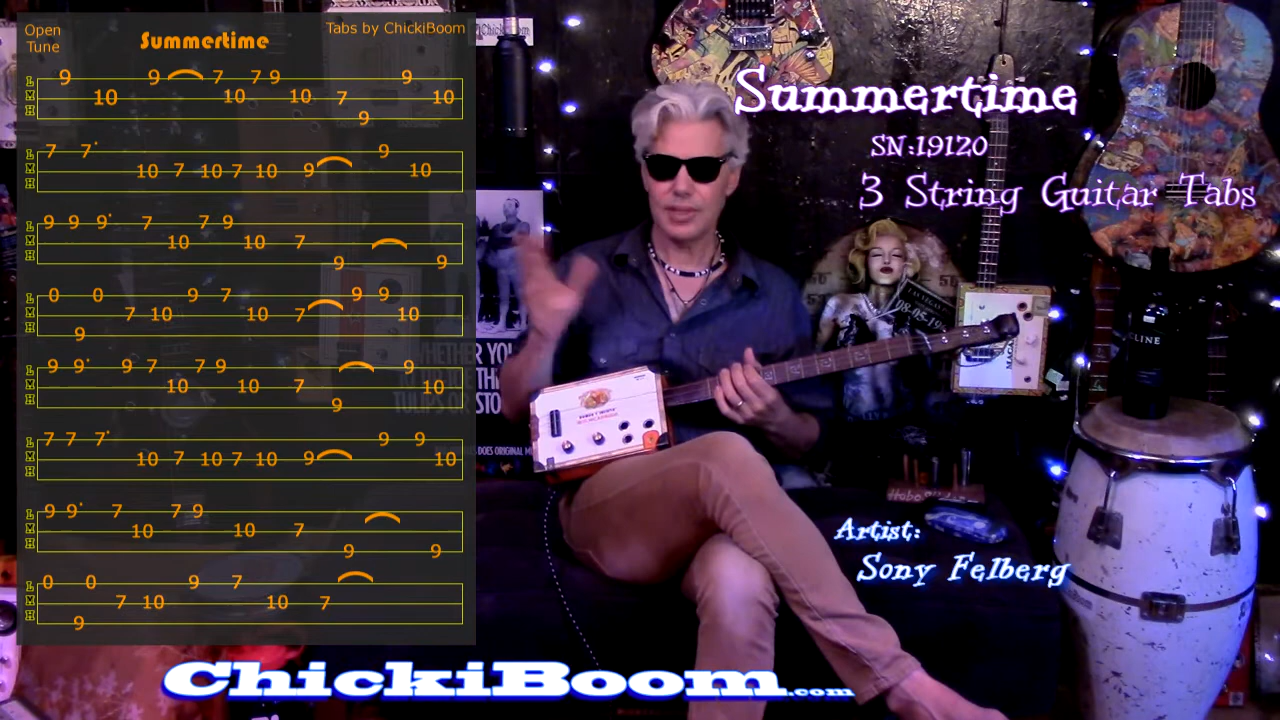 Open
Tune
Summertime
Tabs by ChickiBoom
L 9 9 7 7 9 9
M 10 10 10 7 10
H 9
L 7 7' 9
M 10 7 10 7 10 9 10
H
L 9 9 9' 7 7 9
M 10 10 7
H 9 9
L 0 0 9 7 9 9
M 7 10 10 7 10
H 9
L 9 9' 9 7 7 9 9
M 10 10 7 10
H 9
L 7 7 7' 9 9
M 10 7 10 7 10 9 10
H
L 9 9' 7 7 9
M 10 10 7
H 9 9
L 0 0 9 7
M 7 10 10 7
H 9
Summertime
SN:19120
3 String Guitar Tabs
CLINE
Artist:
Sony Felberg
ChickiBoom.com